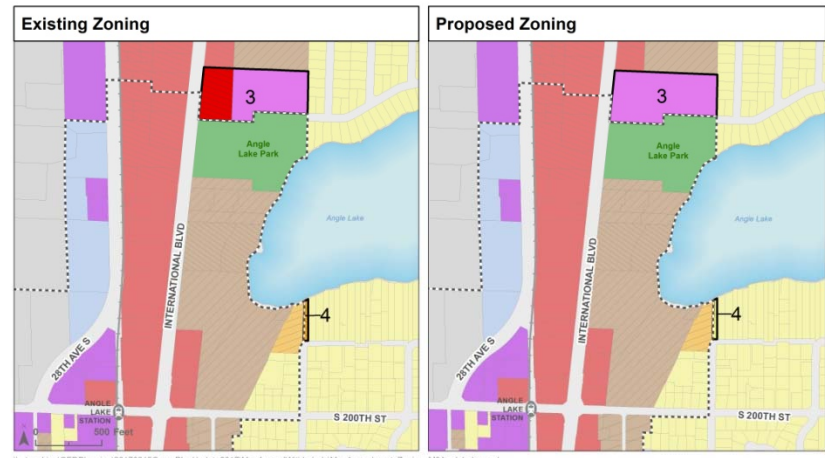 Existing Zoning
3
Angle
Lake Park
Angle Lake
INTERNATIONAL BLVD
4
28TH AVE S
ANGLE
LAKE
STATION
S 200TH ST
0 500 Feet
Proposed Zoning
3
Angle
Lake Park
Angle Lake
INTERNATIONAL BLVD
4
28TH AVE S
ANGLE
LAKE
STATION
S 200TH ST